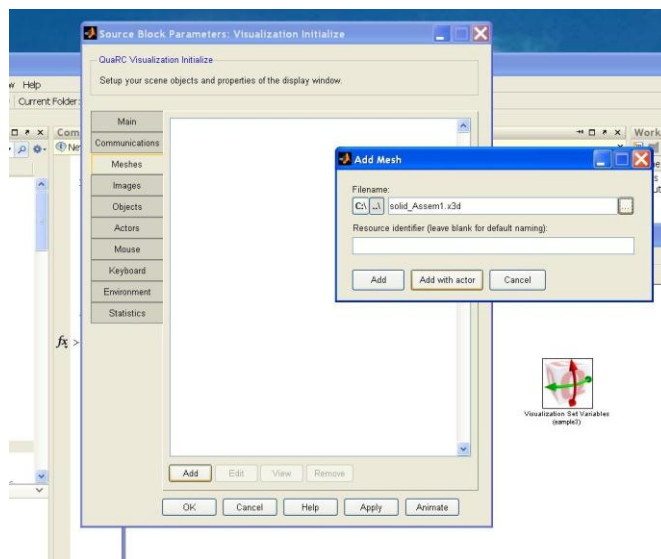 Source Block Parameters: Visualization Initialize
QuaRC Visualization Initialize
Setup your scene objects and properties of the display window.
w Help
Current Folder:
Com
Work
Main
Communications
Meshes
Images
Objects
Actors
Mouse
Keyboard
Environment
Statistics
Add Mesh
Filename:
C:\ ..\ solid_Assem1.x3d ...
Resource identifier (leave blank for default naming):
Add Add with actor Cancel
fx >
Visualization Set Variables
(sample3)
Add Edit View Remove
OK Cancel Help Apply Animate